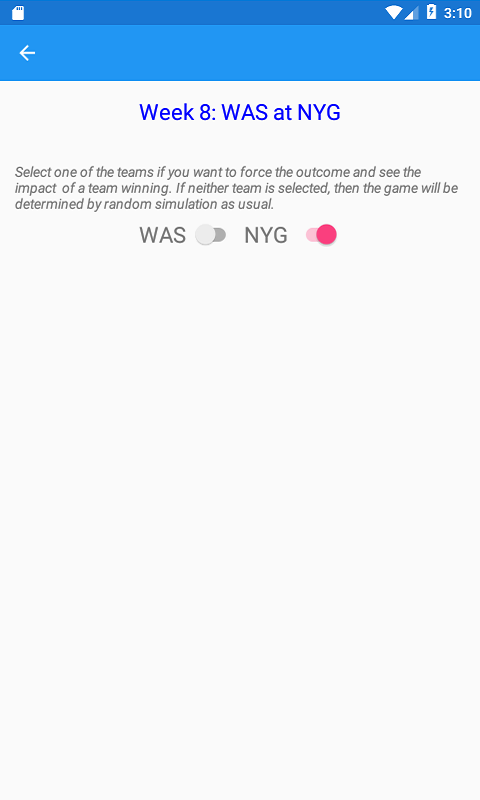 3:10
Week 8: WAS at NYG
Select one of the teams if you want to force the outcome and see the
impact  of a team winning. If neither team is selected, then the game will be
determined by random simulation as usual.
WAS NYG